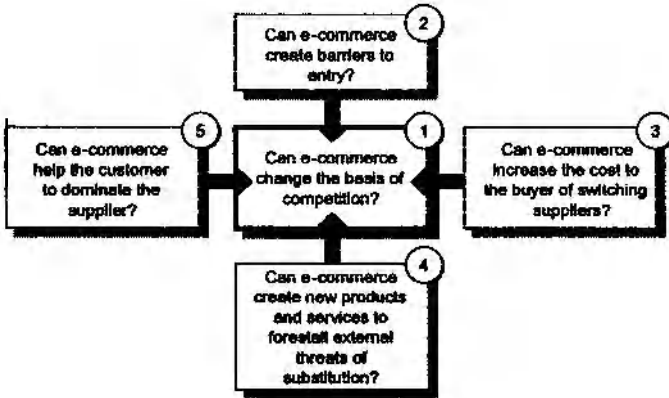 2
Can e-commerce
create barriers to
entry?
5
Can e-commerce
help the customer
to dominate the
supplier?
1
Can e-commerce
change the basis of
competition?
3
Can e-commerce
increase the cost to
the buyer of switching
suppliers?
4
Can e-commerce
create new products
and services to
forestall external
threats of
substitution?